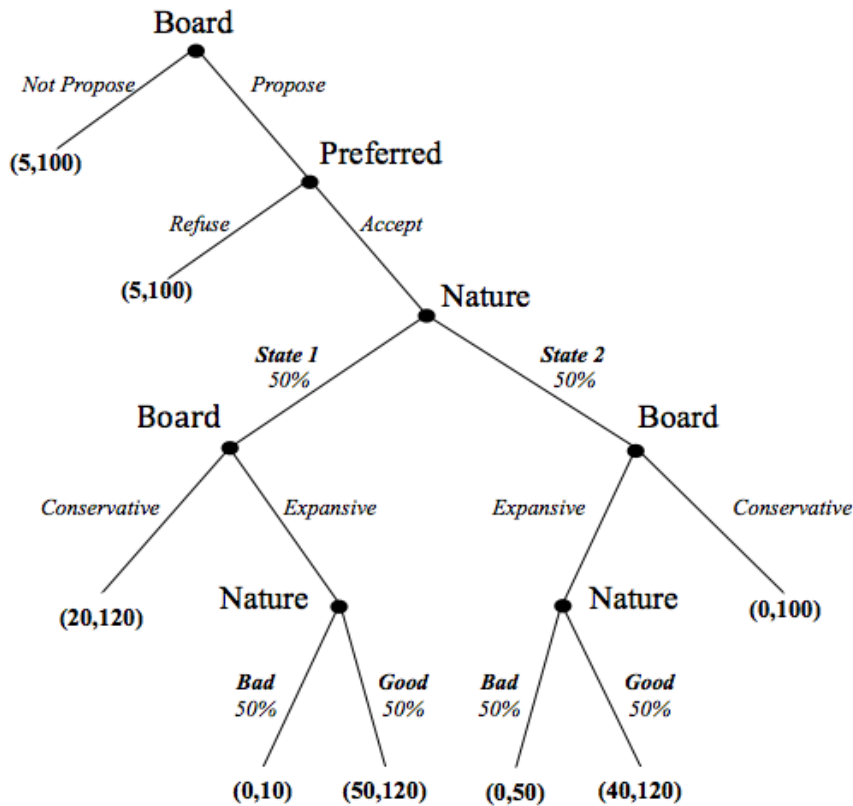 Board
Not Propose
Propose
(5,100)
Preferred
Refuse
Accept
(5,100)
Nature
State 1
50%
State 2
50%
Board
Board
Conservative
Expansive
Expansive
Conservative
(20,120)
Nature
Nature
(0,100)
Bad
50%
Good
50%
Bad
50%
Good
50%
(0,10)
(50,120)
(0,50)
(40,120)